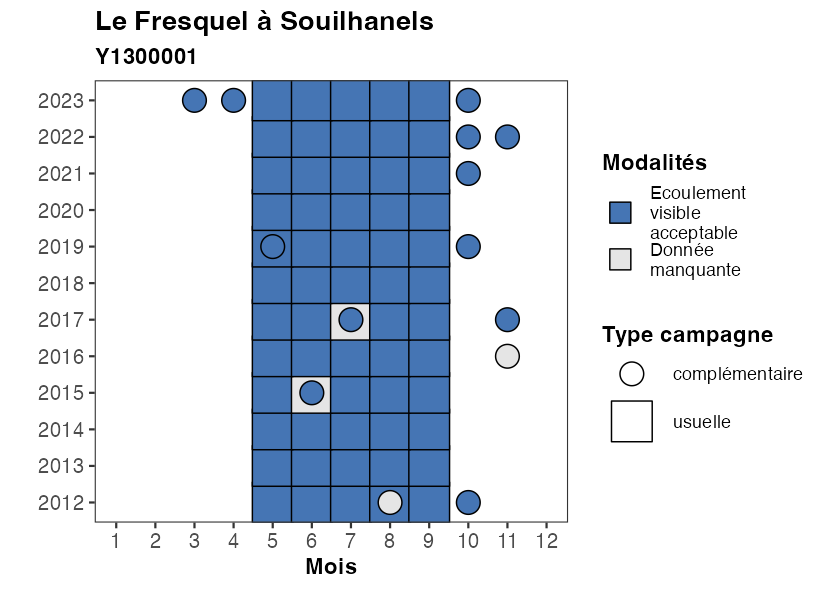 Le Fresquel à Souilhanels
Y1300001
2023
2022
2021
2020
2019
2018
2017
2016
2015
2014
2013
2012
1 2 3 4 5 6 7 8 9 10 11 12
Mois
Modalités
Ecoulement
visible
acceptable
Donnée
manquante
Type campagne
complémentaire
usuelle